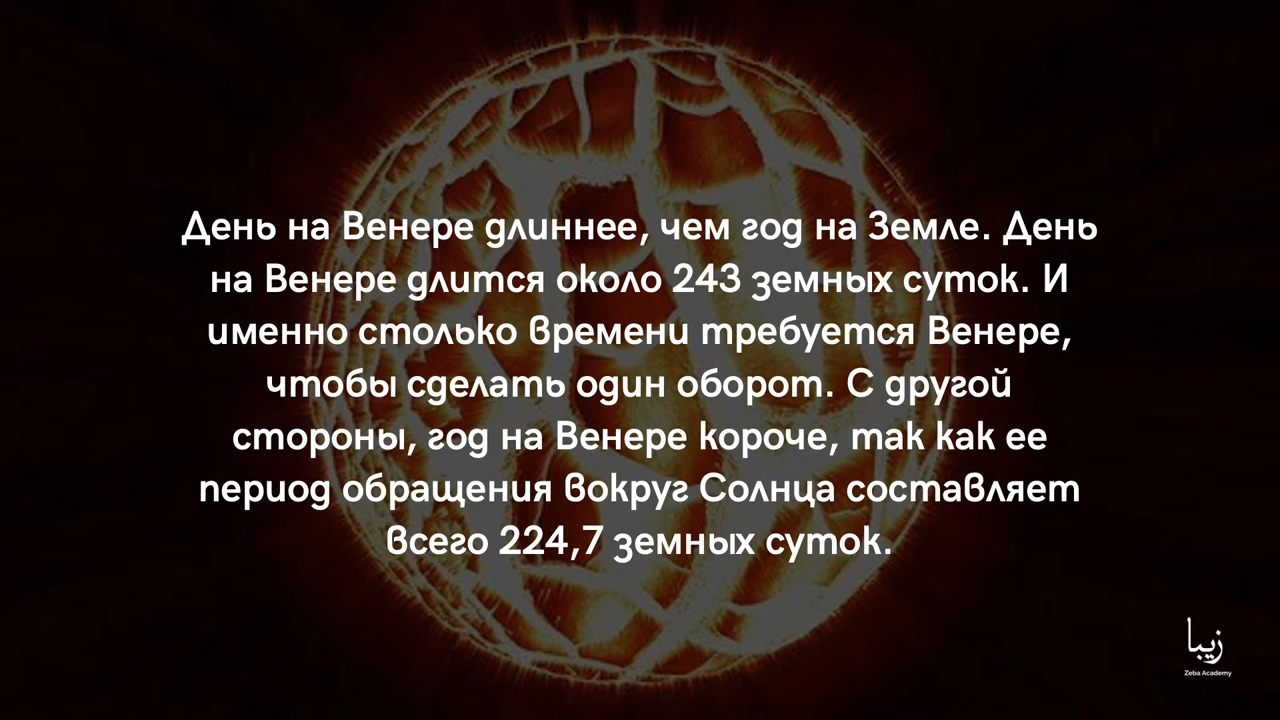 День на Венере длиннее, чем год на Земле. День
на Венере длится около 243 земных суток. И
именно столько времени требуется Венере,
чтобы сделать один оборот. С другой
стороны, год на Венере короче, так как ее
период обращения вокруг Солнца составляет
всего 224,7 земных суток.
زیبا
Zeba Academy